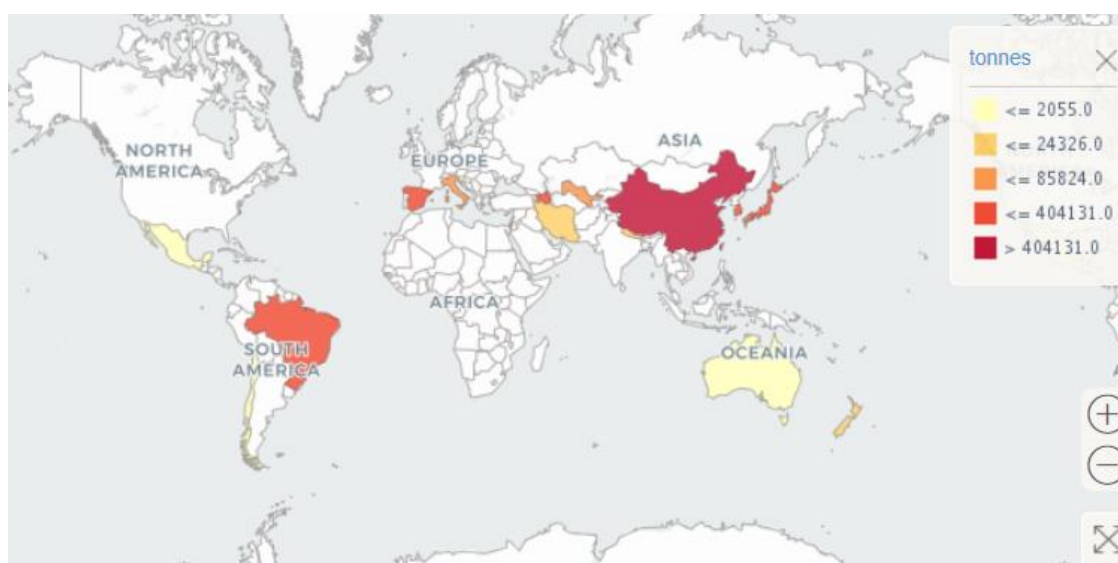 tonnes
<= 2055.0
<= 24326.0
<= 85824.0
<= 404131.0
> 404131.0
NORTH
AMERICA
EUROPE
ASIA
AFRICA
SOUTH
AMERICA
OCEANIA
A